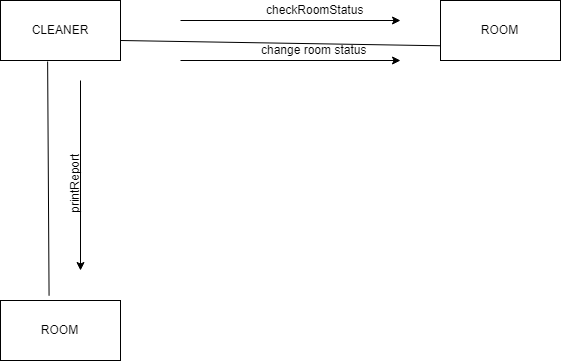 checkRoomStatus
CLEANER
ROOM
change room status
printReport
ROOM